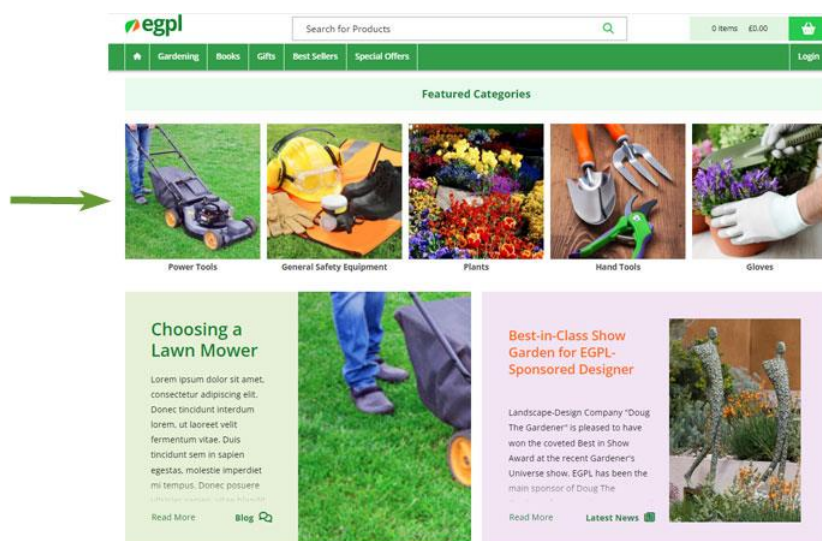 egpl
Search for Products
0 Items £0.00
Gardening Books Gifts Best Sellers Special Offers Login
Featured Categories
Power Tools General Safety Equipment Plants Hand Tools Gloves
Choosing a
Lawn Mower
Lorem ipsum dolor sit amet,
consectetur adipiscing elit.
Donec tincidunt interdum
lorem, ut laoreet velit
fermentum vitae. Duis
tincidunt sem in sapien
egestas, molestie imperdiet
mi tempus. Donec posuere
Read More Blog
Best-in-Class Show
Garden for EGPL-
Sponsored Designer
Landscape-Design Company "Doug
The Gardener" is pleased to have
won the coveted Best in Show
Award at the recent Gardener's
Universe show. EGPL has been the
main sponsor of Doug The
Read More Latest News